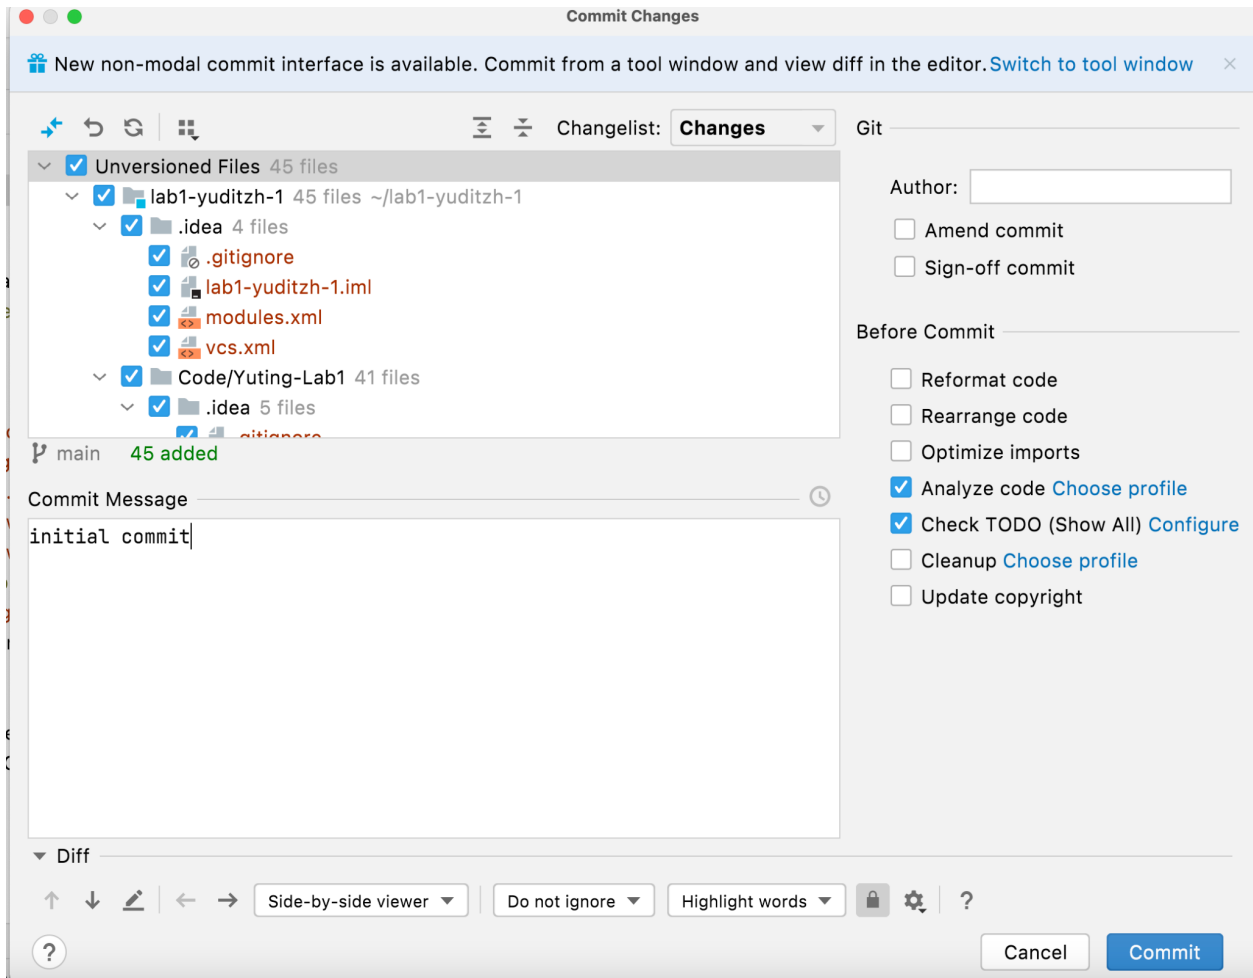 Commit Changes
New non-modal commit interface is available. Commit from a tool window and view diff in the editor. Switch to tool window
Changelist: Changes
Unversioned Files 45 files
lab1-yuditzh-1 45 files ~/lab1-yuditzh-1
.idea 4 files
.gitignore
lab1-yuditzh-1.iml
modules.xml
vcs.xml
Code/Yuting-Lab1 41 files
.idea 5 files
.gitignore
main 45 added
Commit Message
initial commit
Git
Author:
Amend commit
Sign-off commit
Before Commit
Reformat code
Rearrange code
Optimize imports
Analyze code Choose profile
Check TODO (Show All) Configure
Cleanup Choose profile
Update copyright
Diff
Side-by-side viewer
Do not ignore
Highlight words
?
?
Cancel
Commit